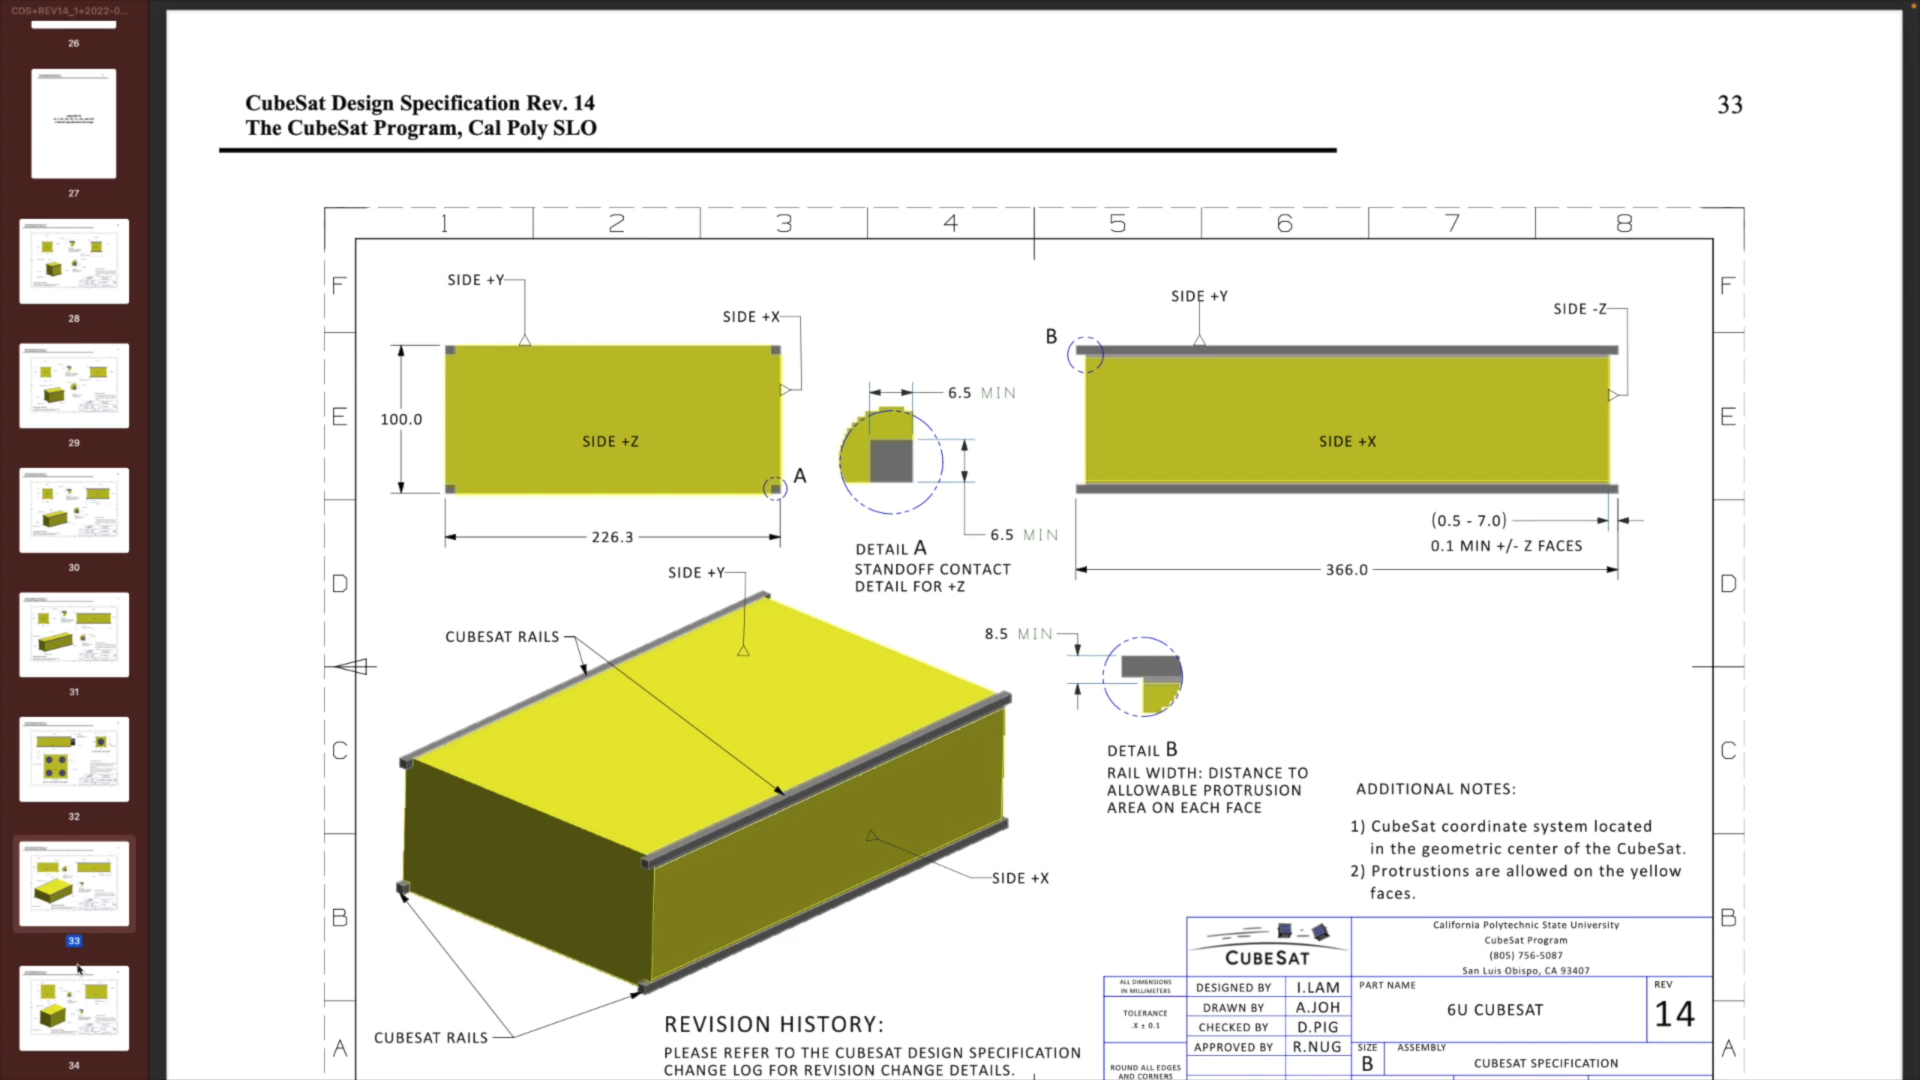 CDS+REV14_1+2022-0...
26
27
28
29
30
31
32
33
34
CubeSat Design Specification Rev. 14
The CubeSat Program, Cal Poly SLO
33
1 2 3 4 5 6 7 8
F
E
D
C
B
A
F
E
D
C
B
A
SIDE +Y
SIDE +X
100.0
SIDE +Z
A
226.3
6.5 MIN
6.5 MIN
DETAIL A
STANDOFF CONTACT
DETAIL FOR +Z
B
SIDE +Y
SIDE -Z
SIDE +X
(0.5 - 7.0)
0.1 MIN +/- Z FACES
366.0
SIDE +Y
CUBESAT RAILS
SIDE +X
CUBESAT RAILS
8.5 MIN
DETAIL B
RAIL WIDTH: DISTANCE TO
ALLOWABLE PROTRUSION
AREA ON EACH FACE
ADDITIONAL NOTES:
1) CubeSat coordinate system located
in the geometric center of the CubeSat.
2) Protrustions are allowed on the yellow
faces.
REVISION HISTORY:
PLEASE REFER TO THE CUBESAT DESIGN SPECIFICATION
CHANGE LOG FOR REVISION CHANGE DETAILS.
CUBESAT
California Polytechnic State University
CubeSat Program
(805) 756-5087
San Luis Obispo, CA 93407
ALL DIMENSIONS
IN MILLIMETERS
TOLERANCE
.X ± 0.1
ROUND ALL EDGES
AND CORNERS
DESIGNED BY I.LAM
DRAWN BY A.JOH
CHECKED BY D.PIG
APPROVED BY R.NUG
PART NAME
6U CUBESAT
REV
14
SIZE
B
ASSEMBLY
CUBESAT SPECIFICATION